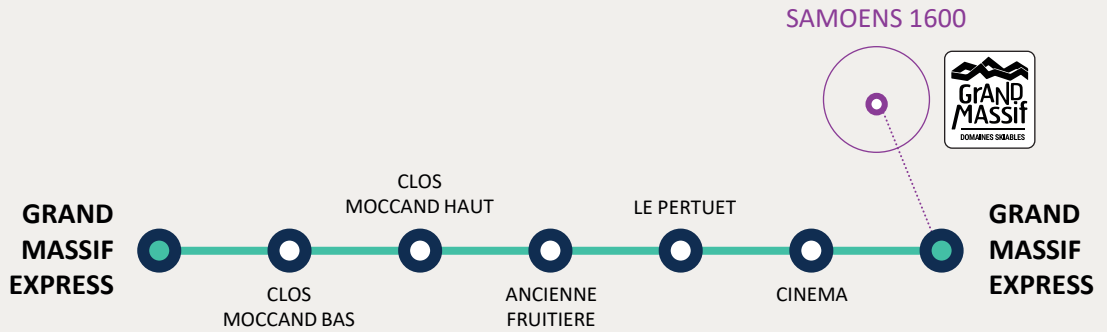 SAMOENS 1600
GrAND
MASSif
DOMAINES SKIABLES
CLOS
MOCCAND HAUT
LE PERTUET
GRAND
MASSIF
EXPRESS
GRAND
MASSIF
EXPRESS
CLOS
MOCCAND BAS
ANCIENNE
FRUITIERE
CINEMA